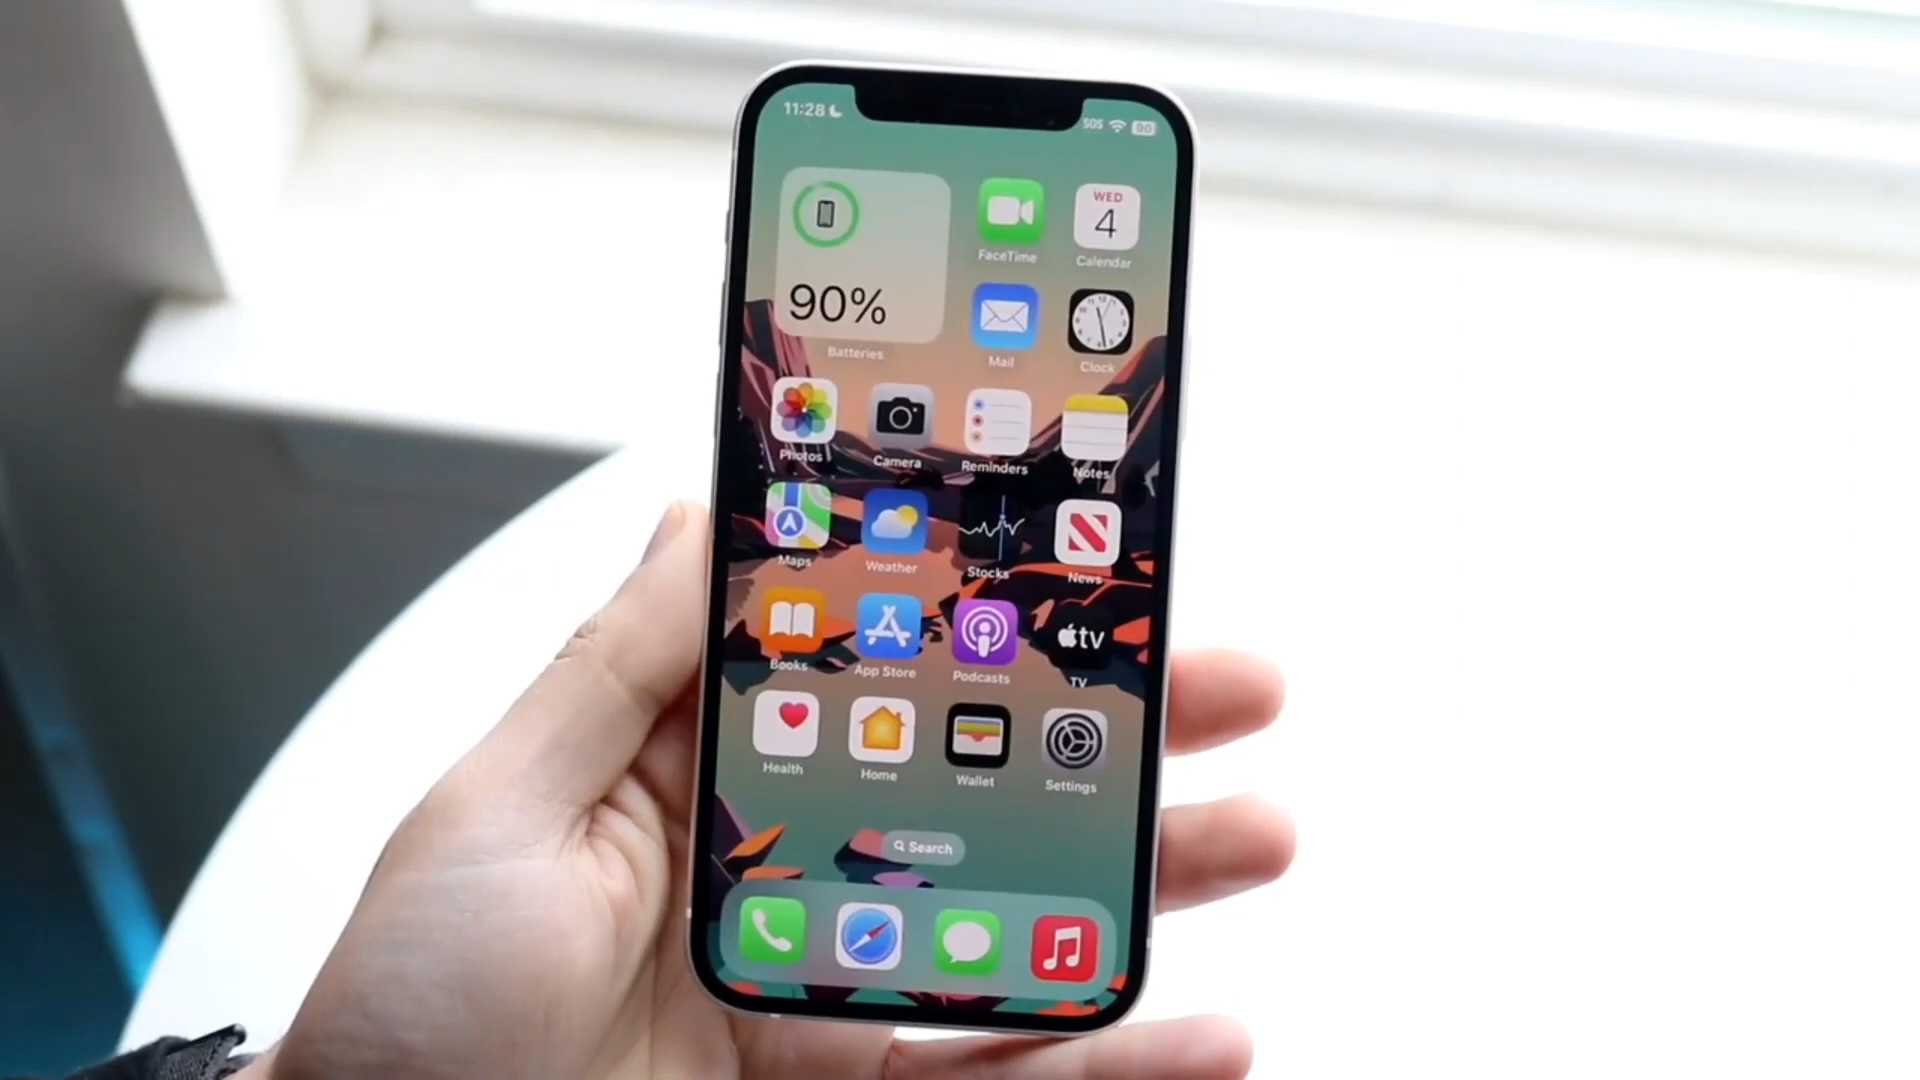 11:28
SOS 90
WED
4
FaceTime Calendar
90%
Batteries
Mail Clock
Photos Camera Reminders Notes
Maps Weather Stocks News
tv
Books App Store Podcasts TV
Health Home Wallet Settings
Search